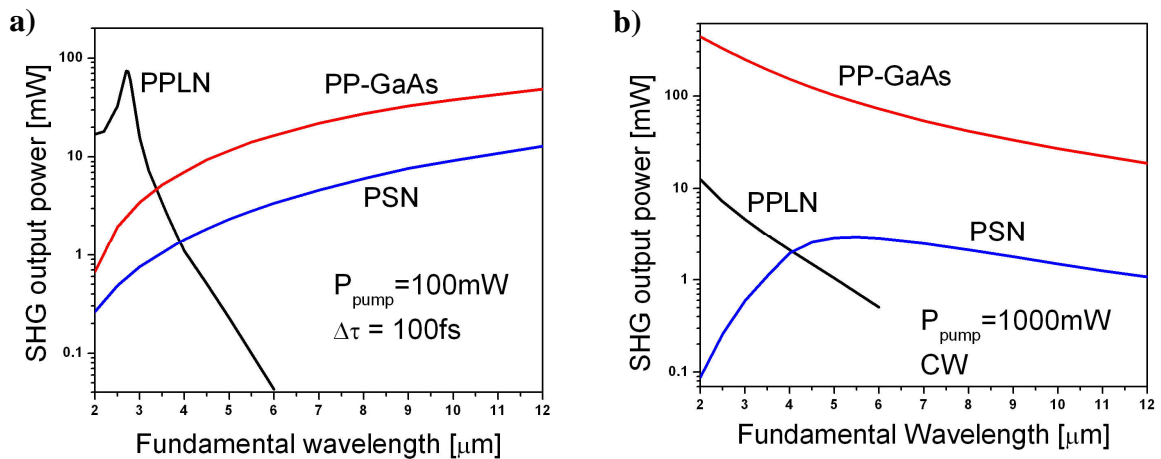 a)
SHG output power [mW]
100
10
1
0.1
PPLN
PP-GaAs
PSN
P_pump=100mW
Δτ = 100fs
2 3 4 5 6 7 8 9 10 11 12
Fundamental wavelength [μm]
b)
SHG output power [mW]
100
10
1
0.1
PP-GaAs
PPLN
PSN
P_pump=1000mW
CW
2 3 4 5 6 7 8 9 10 11 12
Fundamental Wavelength [μm]